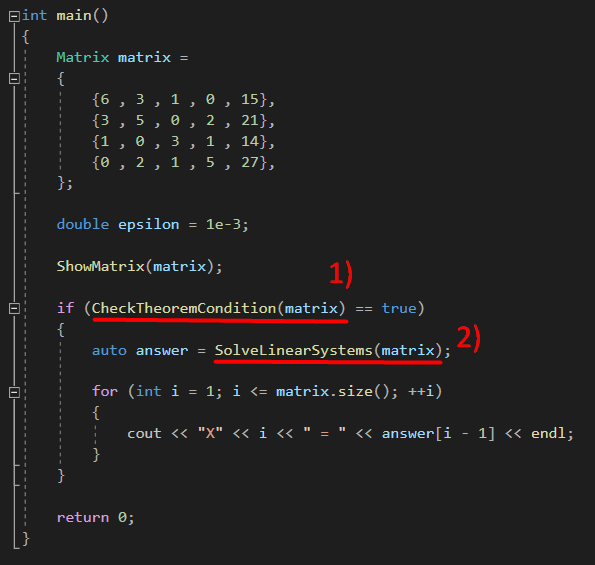 int main()
{
Matrix matrix =
{
{6 , 3 , 1 , 0 , 15},
{3 , 5 , 0 , 2 , 21},
{1 , 0 , 3 , 1 , 14},
{0 , 2 , 1 , 5 , 27},
};
double epsilon = 1e-3;
ShowMatrix(matrix);
1)
if (CheckTheoremCondition(matrix) == true)
{
2)
auto answer = SolveLinearSystems(matrix);
for (int i = 1; i <= matrix.size(); ++i)
{
cout << "X" << i << " = " << answer[i - 1] << endl;
}
}
return 0;
}